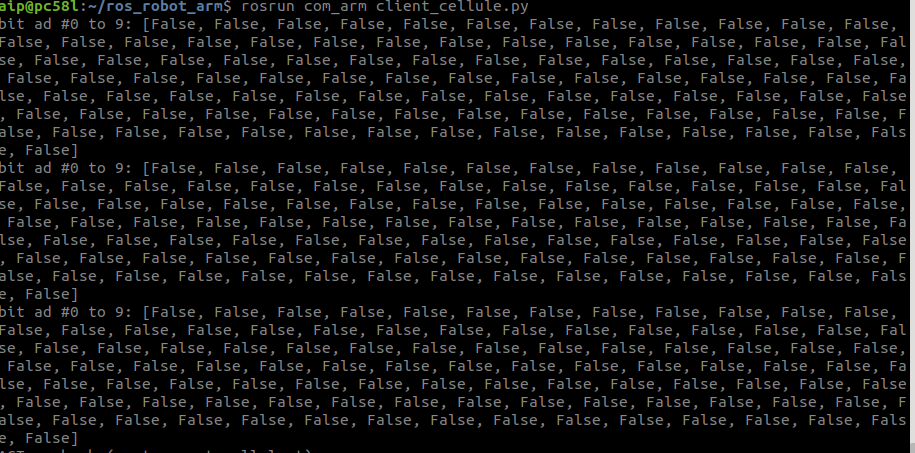 aip@pc58l:~/ros_robot_arm$ rosrun com_arm client_cellule.py
bit ad #0 to 9: [False, False, False, False, False, False, False, False, False, False, False, False,
False, False, False, False, False, False, False, False, False, False, False, False, False, False, Fal
se, False, False, False, False, False, False, False, False, False, False, False, False, False, False,
 False, False, False, False, False, False, False, False, False, False, False, False, False, False, Fa
lse, False, False, False, False, False, False, False, False, False, False, False, False, False, False
, False, False, False, False, False, False, False, False, False, False, False, False, False, False, F
alse, False, False, False, False, False, False, False, False, False, False, False, False, False, Fals
e, False]
bit ad #0 to 9: [False, False, False, False, False, False, False, False, False, False, False, False,
False, False, False, False, False, False, False, False, False, False, False, False, False, False, Fal
se, False, False, False, False, False, False, False, False, False, False, False, False, False, False,
 False, False, False, False, False, False, False, False, False, False, False, False, False, False, Fa
lse, False, False, False, False, False, False, False, False, False, False, False, False, False, False
, False, False, False, False, False, False, False, False, False, False, False, False, False, False, F
alse, False, False, False, False, False, False, False, False, False, False, False, False, False, Fals
e, False]
bit ad #0 to 9: [False, False, False, False, False, False, False, False, False, False, False, False,
False, False, False, False, False, False, False, False, False, False, False, False, False, False, Fal
se, False, False, False, False, False, False, False, False, False, False, False, False, False, False,
 False, False, False, False, False, False, False, False, False, False, False, False, False, False, Fa
lse, False, False, False, False, False, False, False, False, False, False, False, False, False, False
, False, False, False, False, False, False, False, False, False, False, False, False, False, False, F
alse, False, False, False, False, False, False, False, False, False, False, False, False, False, Fals
e, False]